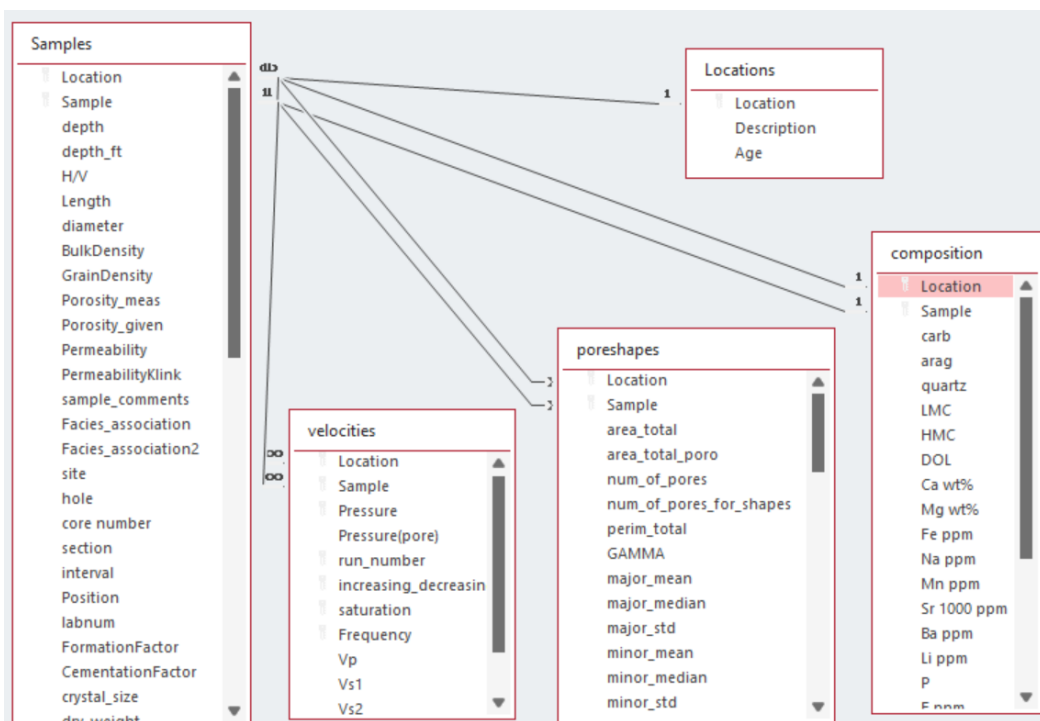 Samples
Location
Sample
depth
depth_ft
H/V
Length
diameter
BulkDensity
GrainDensity
Porosity_meas
Porosity_given
Permeability
PermeabilityKlink
sample_comments
Facies_association
Facies_association2
site
hole
core number
section
interval
Position
labnum
FormationFactor
CementationFactor
crystal_size
dry_weight
1
Locations
Location
Description
Age
1
1
composition
Location
Sample
carb
arag
quartz
LMC
HMC
DOL
Ca wt%
Mg wt%
Fe ppm
Na ppm
Mn ppm
Sr 1000 ppm
Ba ppm
Li ppm
P
poreshapes
Location
Sample
area_total
area_total_poro
num_of_pores
num_of_pores_for_shapes
perim_total
GAMMA
major_mean
major_median
major_std
minor_mean
minor_median
minor_std
∞
∞
velocities
Location
Sample
Pressure
Pressure(pore)
run_number
increasing_decreasin
saturation
Frequency
Vp
Vs1
Vs2